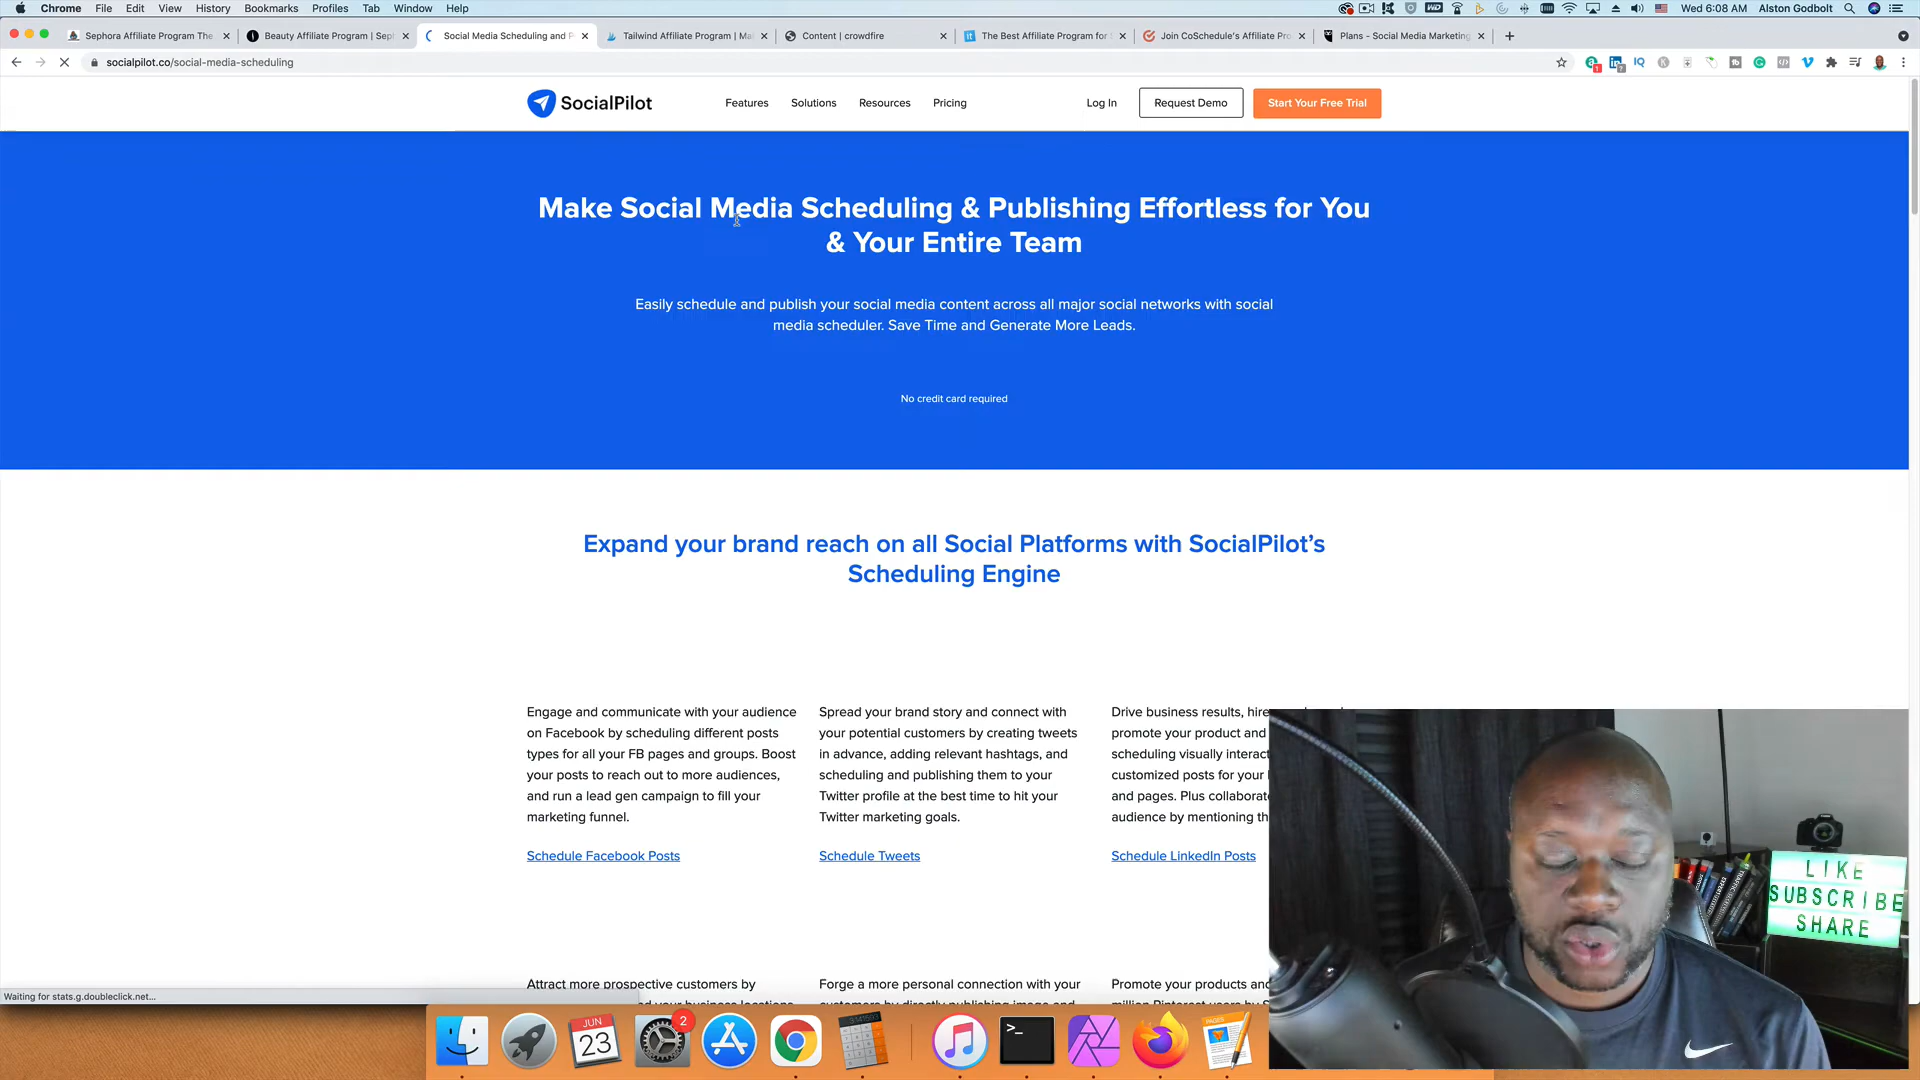 Chrome File Edit View History Bookmarks Profiles Tab Window Help
Wed 6:08 AM Alston Godbolt
Sephora Affiliate Program The
Beauty Affiliate Program | Sep
Social Media Scheduling and P
Tailwind Affiliate Program | Ma
Content | crowdfire
The Best Affiliate Program for
Join CoSchedule's Affiliate Pro
Plans - Social Media Marketing
socialpilot.co/social-media-scheduling
SocialPilot
Features Solutions Resources Pricing
Log In Request Demo Start Your Free Trial
Make Social Media Scheduling & Publishing Effortless for You
& Your Entire Team
Easily schedule and publish your social media content across all major social networks with social
media scheduler. Save Time and Generate More Leads.
No credit card required
Expand your brand reach on all Social Platforms with SocialPilot's
Scheduling Engine
Engage and communicate with your audience
on Facebook by scheduling different posts
types for all your FB pages and groups. Boost
your posts to reach out to more audiences,
and run a lead gen campaign to fill your
marketing funnel.
Schedule Facebook Posts
Spread your brand story and connect with
your potential customers by creating tweets
in advance, adding relevant hashtags, and
scheduling and publishing them to your
Twitter profile at the best time to hit your
Twitter marketing goals.
Schedule Tweets
Drive business results, hire
promote your product and
scheduling visually interact
customized posts for your
and pages. Plus collaborat
audience by mentioning th
Schedule LinkedIn Posts
Attract more prospective customers by
Forge a more personal connection with your
Promote your products and
Waiting for stats.g.doubleclick.net...
JUN
23
2
PAGES
LIKE
SUBSCRIBE
SHARE